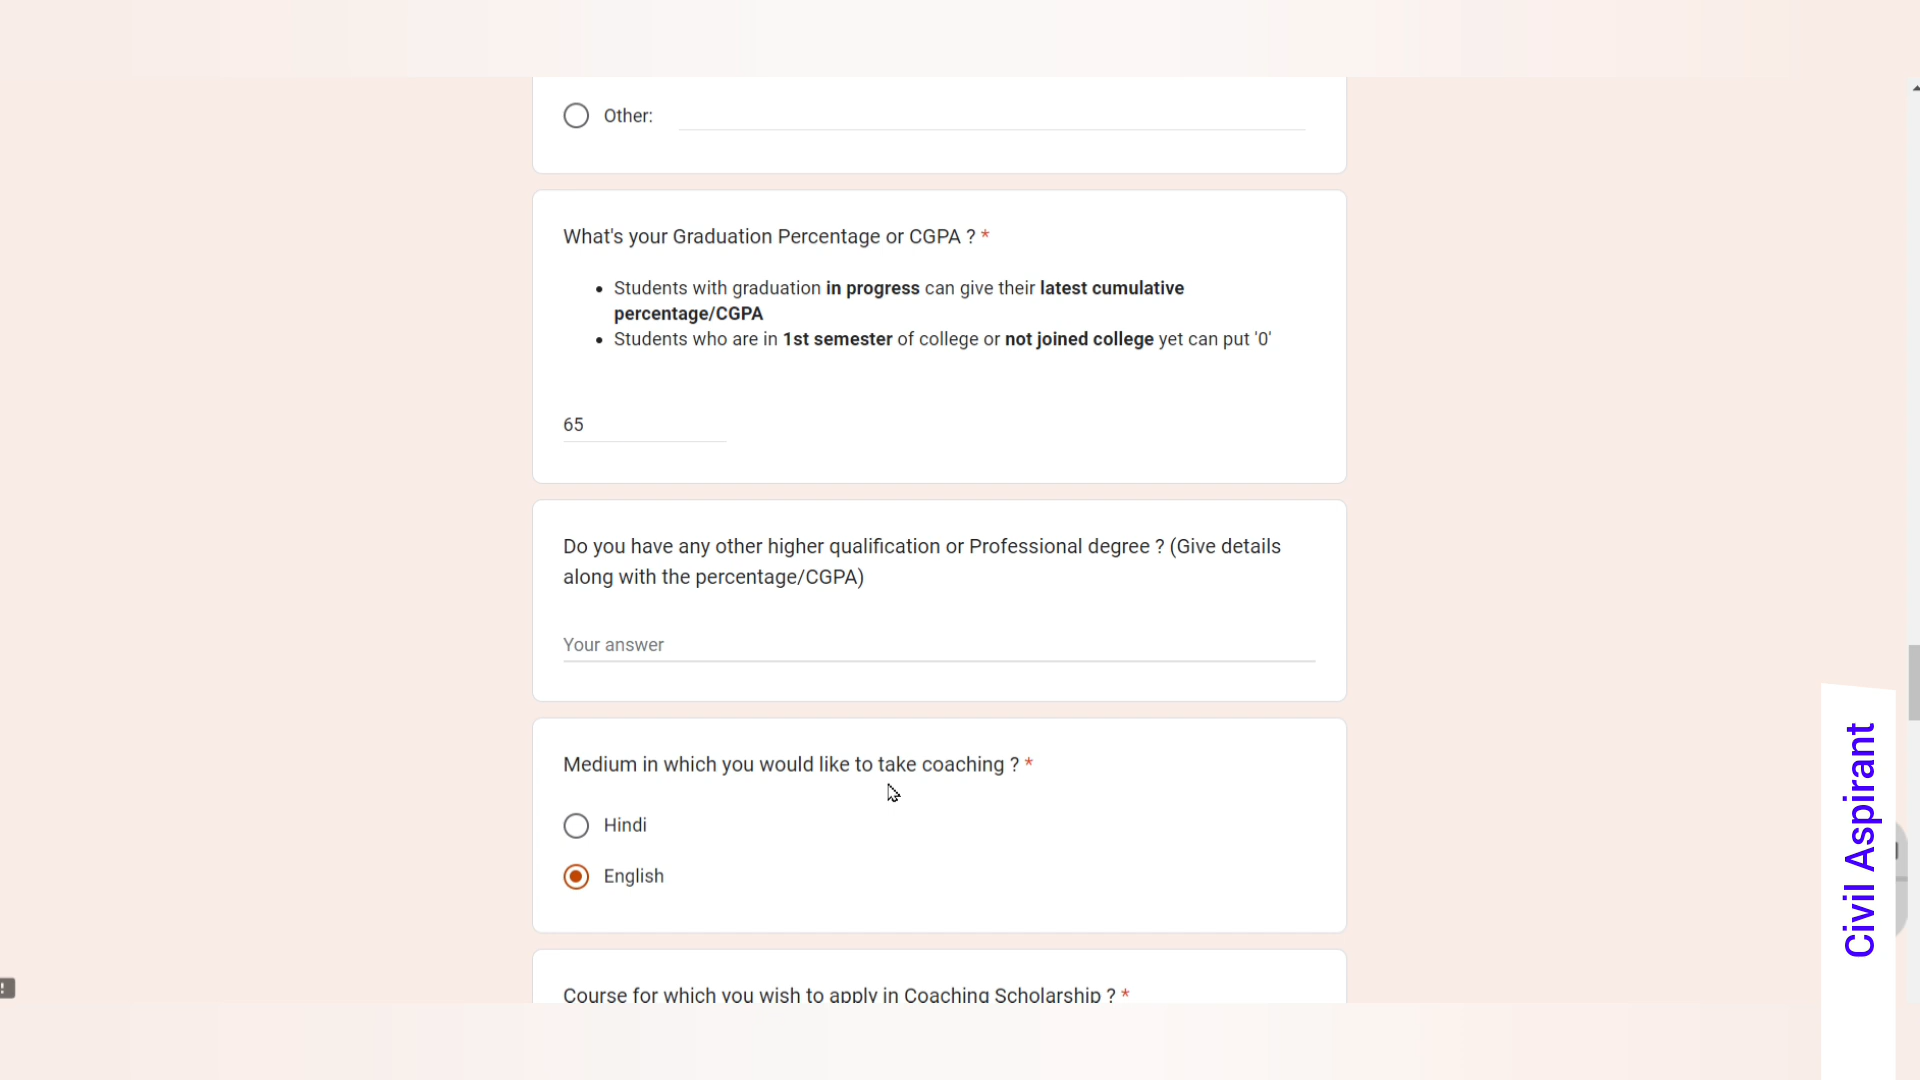 Other:
What's your Graduation Percentage or CGPA ? *
• Students with graduation in progress can give their latest cumulative
percentage/CGPA
• Students who are in 1st semester of college or not joined college yet can put '0'
65
Do you have any other higher qualification or Professional degree ? (Give details
along with the percentage/CGPA)
Your answer
Medium in which you would like to take coaching ? *
Hindi
English
Course for which you wish to apply in Coaching Scholarship ? *
Civil Aspirant
!